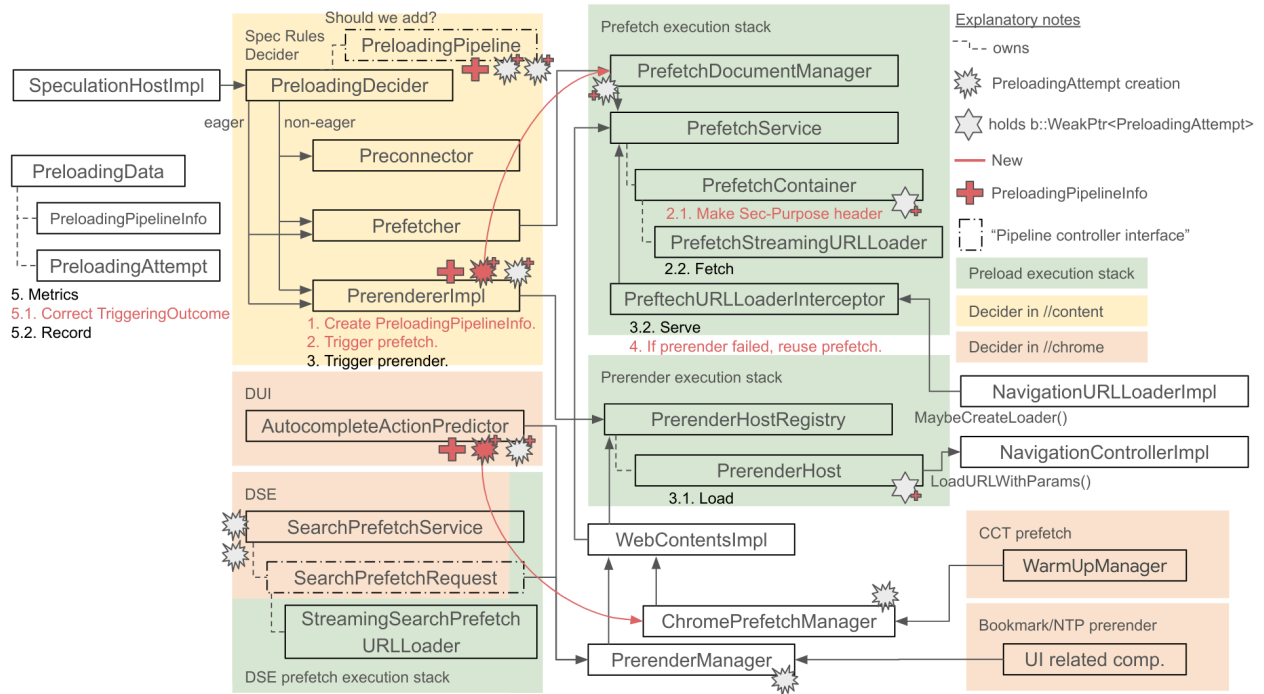 Should we add?
Spec Rules
Decider
PreloadingPipeline
SpeculationHostImpl
PreloadingDecider
eager
non-eager
Preconnector
Prefetcher
PrerendererImpl
1. Create PreloadingPipelineInfo.
2. Trigger prefetch.
3. Trigger prerender.
PreloadingData
PreloadingPipelineInfo
PreloadingAttempt
5. Metrics
5.1. Correct TriggeringOutcome
5.2. Record
DUI
AutocompleteActionPredictor
DSE
SearchPrefetchService
SearchPrefetchRequest
StreamingSearchPrefetch
URLLoader
DSE prefetch execution stack
Prefetch execution stack
PrefetchDocumentManager
PrefetchService
PrefetchContainer
2.1. Make Sec-Purpose header
PrefetchStreamingURLLoader
2.2. Fetch
PreftechURLLoaderInterceptor
3.2. Serve
4. If prerender failed, reuse prefetch.
Prerender execution stack
PrerenderHostRegistry
PrerenderHost
3.1. Load
WebContentsImpl
ChromePrefetchManager
PrerenderManager
Explanatory notes
owns
PreloadingAttempt creation
holds b::WeakPtr<PreloadingAttempt>
New
PreloadingPipelineInfo
“Pipeline controller interface”
Preload execution stack
Decider in //content
Decider in //chrome
NavigationURLLoaderImpl
MaybeCreateLoader()
NavigationControllerImpl
LoadURLWithParams()
CCT prefetch
WarmUpManager
Bookmark/NTP prerender
UI related comp.